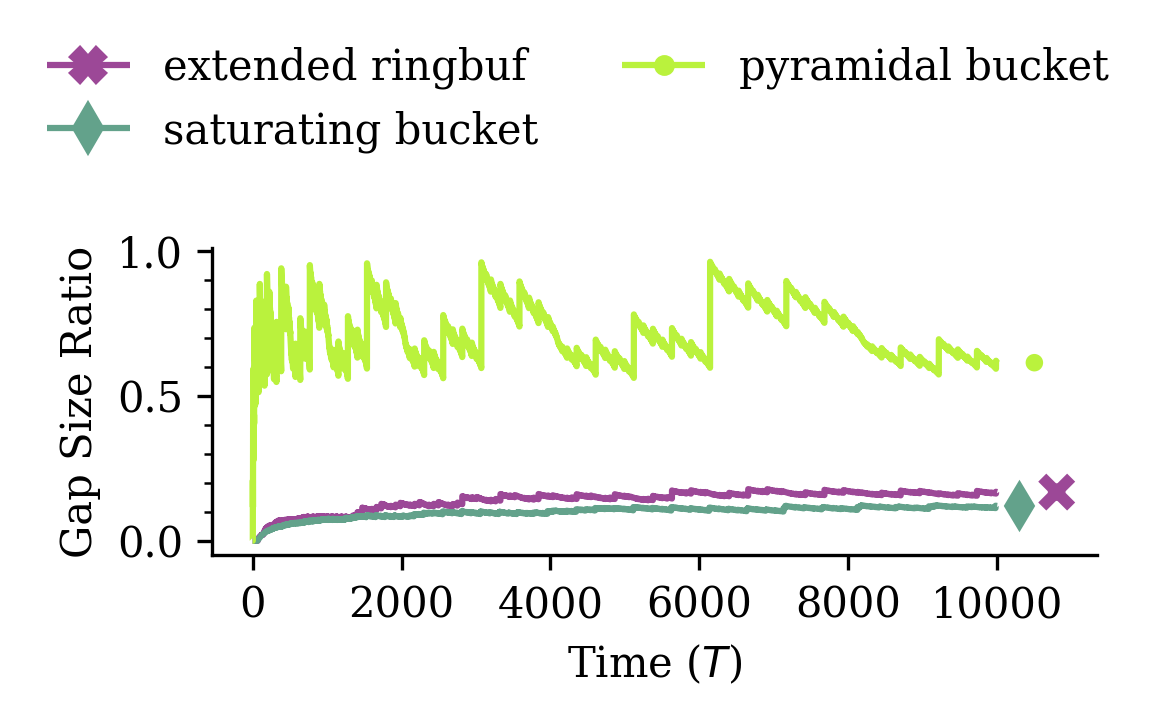 extended ringbuf
pyramidal bucket
saturating bucket
Gap Size Ratio
1.0
0.5
0.0
0 2000 4000 6000 8000 10000
Time (T)